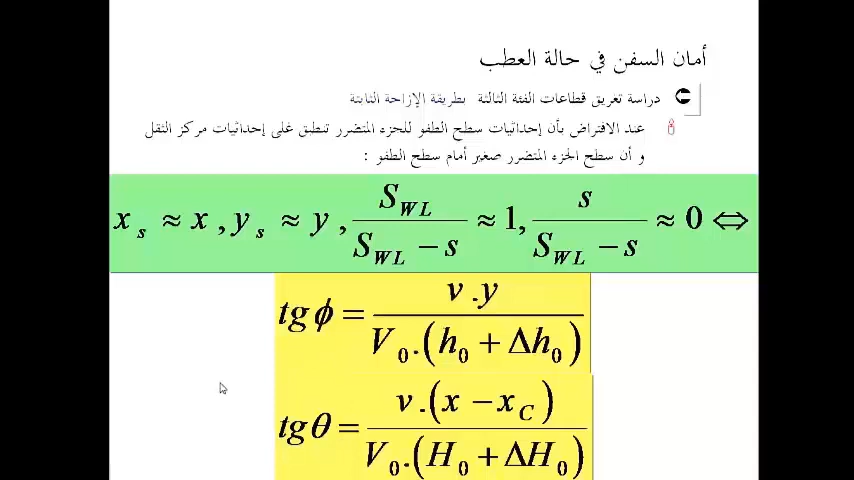 أمان السفن في حالة العطب
دراسة تغريق قطاعات الفئة الثالثة بطريقة الإزاحة الثابتة
عند الافتراض بأن إحداثيات سطح الطفو للجزء المتضرر تنطبق على إحداثيات مركز الثقل
و أن سطح الجزء المتضرر صغير أمام سطح الطفو :
x_s ≈ x , y_s ≈ y , S_WL / (S_WL − s) ≈ 1, s / (S_WL − s) ≈ 0 ⇔
tgφ = v.y / V_0.(h_0 + Δh_0)
tgθ = v.(x − x_C) / V_0.(H_0 + ΔH_0)